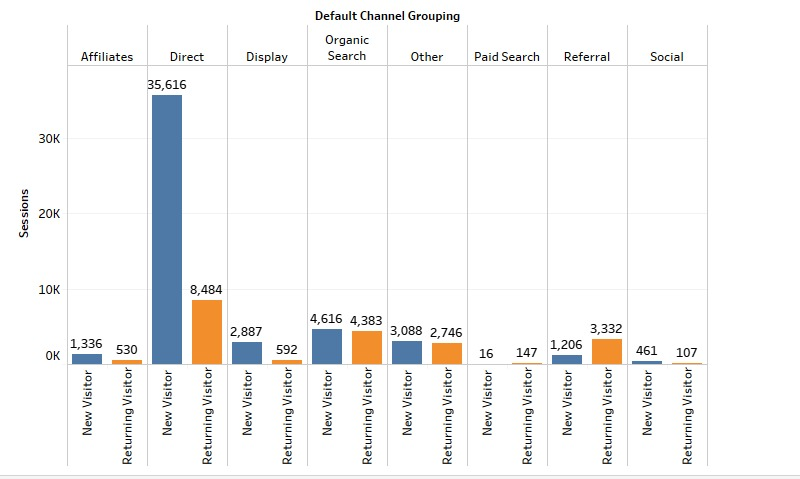 Default Channel Grouping
Affiliates
Direct
Display
Organic
Search
Other
Paid Search
Referral
Social
Sessions
30K
20K
10K
0K
1,336
530
35,616
8,484
2,887
592
4,616
4,383
3,088
2,746
16
147
1,206
3,332
461
107
New Visitor
Returning Visitor
New Visitor
Returning Visitor
New Visitor
Returning Visitor
New Visitor
Returning Visitor
New Visitor
Returning Visitor
New Visitor
Returning Visitor
New Visitor
Returning Visitor
New Visitor
Returning Visitor